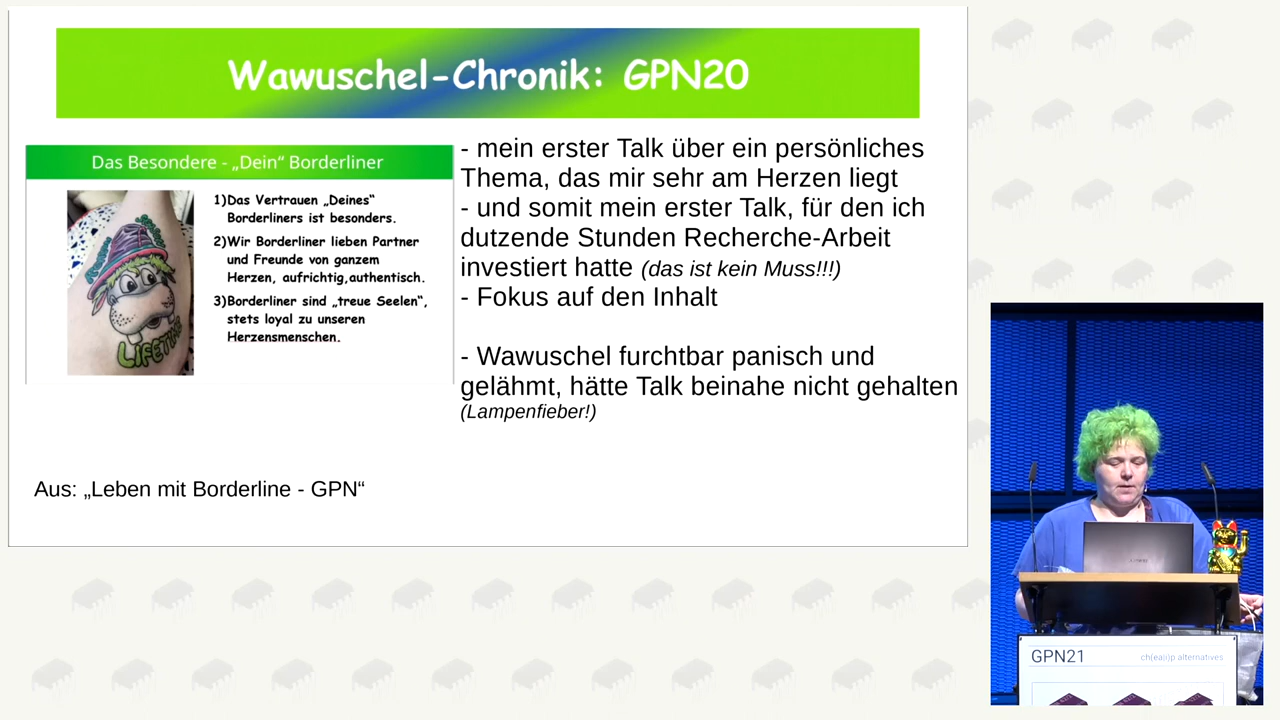 Wawuschel-Chronik: GPN20
Das Besondere - „Dein“ Borderliner
1)Das Vertrauen „Deines“
Borderliners ist besonders.
2)Wir Borderliner lieben Partner
und Freunde von ganzem
Herzen, aufrichtig,authentisch.
3)Borderliner sind „treue Seelen“,
stets loyal zu unseren
Herzensmenschen.
LIFETIME
- mein erster Talk über ein persönliches
Thema, das mir sehr am Herzen liegt
- und somit mein erster Talk, für den ich
dutzende Stunden Recherche-Arbeit
investiert hatte (das ist kein Muss!!!)
- Fokus auf den Inhalt
- Wawuschel furchtbar panisch und
gelähmt, hätte Talk beinahe nicht gehalten
(Lampenfieber!)
Aus: „Leben mit Borderline - GPN“
GPN21
ch(ea)p alternatives